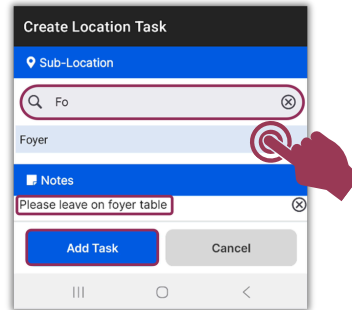 Create Location Task
Sub-Location
Fo
Foyer
Notes
Please leave on foyer table
Add Task Cancel